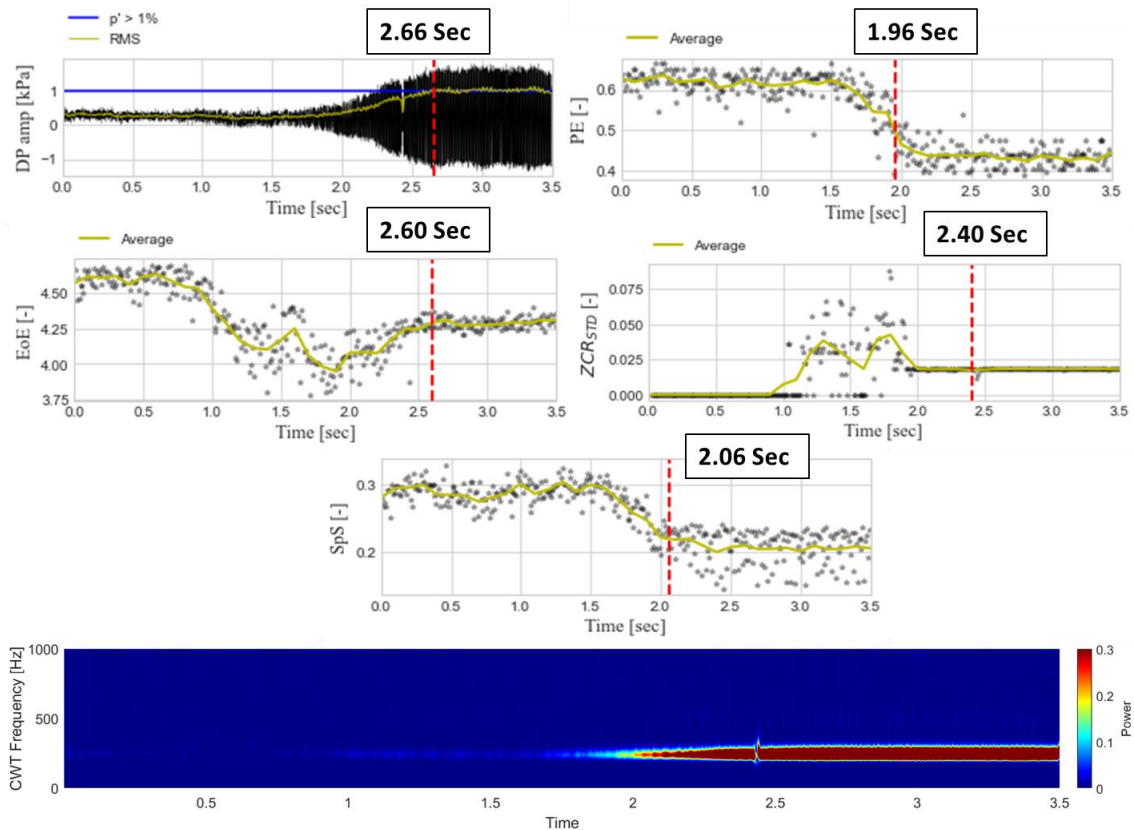 p' > 1%
RMS
2.66 Sec
DP amp [kPa]
1
0
−1
0.0 0.5 1.0 1.5 2.0 2.5 3.0 3.5
Time [sec]
Average
1.96 Sec
PE [-]
0.6
0.5
0.4
0.0 0.5 1.0 1.5 2.0 2.5 3.0 3.5
Time [sec]
Average
2.60 Sec
EoE [-]
4.50
4.25
4.00
3.75
0.0 0.5 1.0 1.5 2.0 2.5 3.0 3.5
Time [sec]
Average
2.40 Sec
ZCR_STD [-]
0.075
0.050
0.025
0.000
0.0 0.5 1.0 1.5 2.0 2.5 3.0 3.5
Time [sec]
2.06 Sec
SpS [-]
0.3
0.2
0.0 0.5 1.0 1.5 2.0 2.5 3.0 3.5
Time [sec]
CWT Frequency [Hz]
1000
500
0
0.5 1 1.5 2 2.5 3 3.5
Time
0.3
0.2
0.1
0
Power